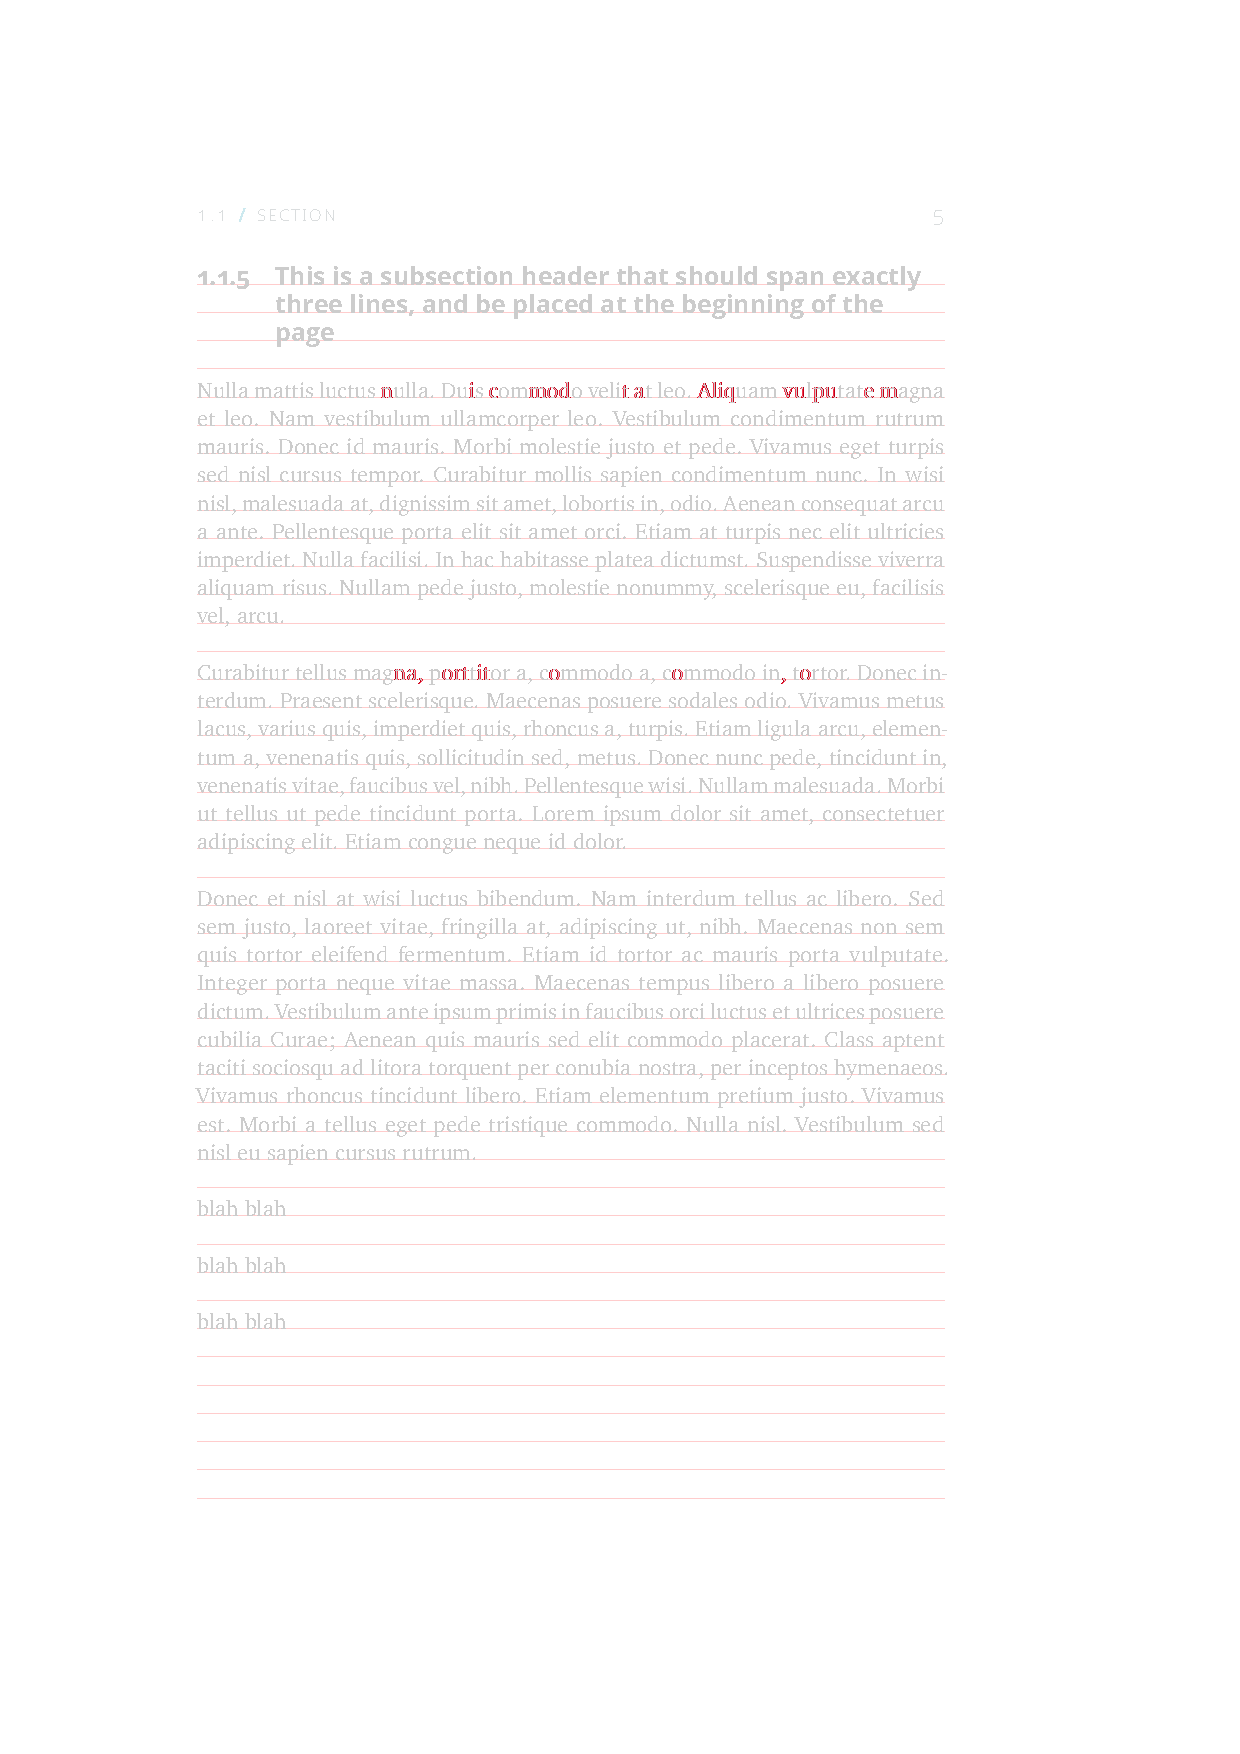 1.1 / SECTION 5
1.1.5 This is a subsection header that should span exactly
three lines, and be placed at the beginning of the
page
Nulla mattis luctus nulla. Duis commodo velit at leo. Aliquam vulputate magna
et leo. Nam vestibulum ullamcorper leo. Vestibulum condimentum rutrum
mauris. Donec id mauris. Morbi molestie justo et pede. Vivamus eget turpis
sed nisl cursus tempor. Curabitur mollis sapien condimentum nunc. In wisi
nisl, malesuada at, dignissim sit amet, lobortis in, odio. Aenean consequat arcu
a ante. Pellentesque porta elit sit amet orci. Etiam at turpis nec elit ultricies
imperdiet. Nulla facilisi. In hac habitasse platea dictumst. Suspendisse viverra
aliquam risus. Nullam pede justo, molestie nonummy, scelerisque eu, facilisis
vel, arcu.
Curabitur tellus magna, porttitor a, commodo a, commodo in, tortor. Donec in-
terdum. Praesent scelerisque. Maecenas posuere sodales odio. Vivamus metus
lacus, varius quis, imperdiet quis, rhoncus a, turpis. Etiam ligula arcu, elemen-
tum a, venenatis quis, sollicitudin sed, metus. Donec nunc pede, tincidunt in,
venenatis vitae, faucibus vel, nibh. Pellentesque wisi. Nullam malesuada. Morbi
ut tellus ut pede tincidunt porta. Lorem ipsum dolor sit amet, consectetuer
adipiscing elit. Etiam congue neque id dolor.
Donec et nisl at wisi luctus bibendum. Nam interdum tellus ac libero. Sed
sem justo, laoreet vitae, fringilla at, adipiscing ut, nibh. Maecenas non sem
quis tortor eleifend fermentum. Etiam id tortor ac mauris porta vulputate.
Integer porta neque vitae massa. Maecenas tempus libero a libero posuere
dictum. Vestibulum ante ipsum primis in faucibus orci luctus et ultrices posuere
cubilia Curae; Aenean quis mauris sed elit commodo placerat. Class aptent
taciti sociosqu ad litora torquent per conubia nostra, per inceptos hymenaeos.
Vivamus rhoncus tincidunt libero. Etiam elementum pretium justo. Vivamus
est. Morbi a tellus eget pede tristique commodo. Nulla nisl. Vestibulum sed
nisl eu sapien cursus rutrum.
blah blah
blah blah
blah blah